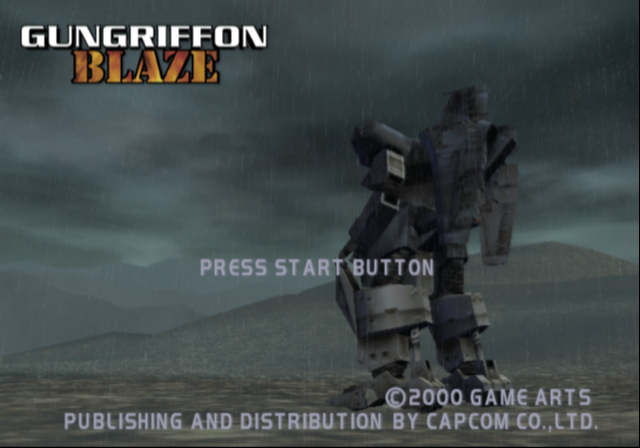 GUNGRIFFON
BLAZE
PRESS START BUTTON
©2000 GAME ARTS
PUBLISHING AND DISTRIBUTION BY CAPCOM CO.,LTD.